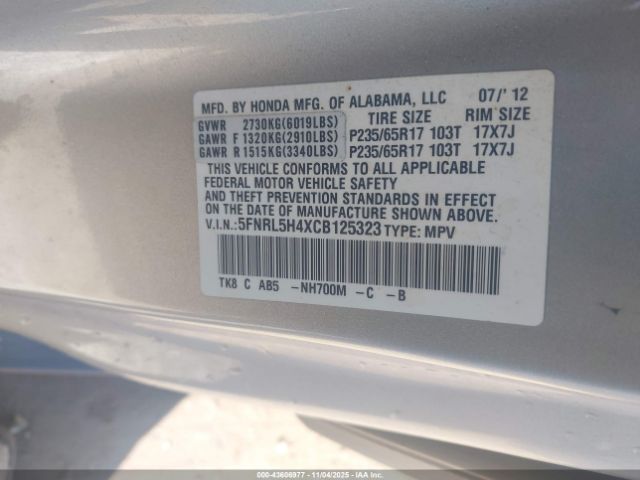 MFD. BY HONDA MFG. OF ALABAMA, LLC 07/'12
TIRE SIZE RIM SIZE
GVWR 2730KG(6019LBS)
GAWR F 1320KG(2910LBS) P235/65R17 103T 17X7J
GAWR R 1515KG(3340LBS) P235/65R17 103T 17X7J
THIS VEHICLE CONFORMS TO ALL APPLICABLE
FEDERAL MOTOR VEHICLE SAFETY
AND THEFT PREVENTION STANDARDS IN EFFECT
ON THE DATE OF MANUFACTURE SHOWN ABOVE.
V.I.N.: 5FNRL5H4XCB125323 TYPE: MPV
TK8 C AB5 -NH700M -C -B
000-43606977 - 11/04/2025 - IAA Inc.